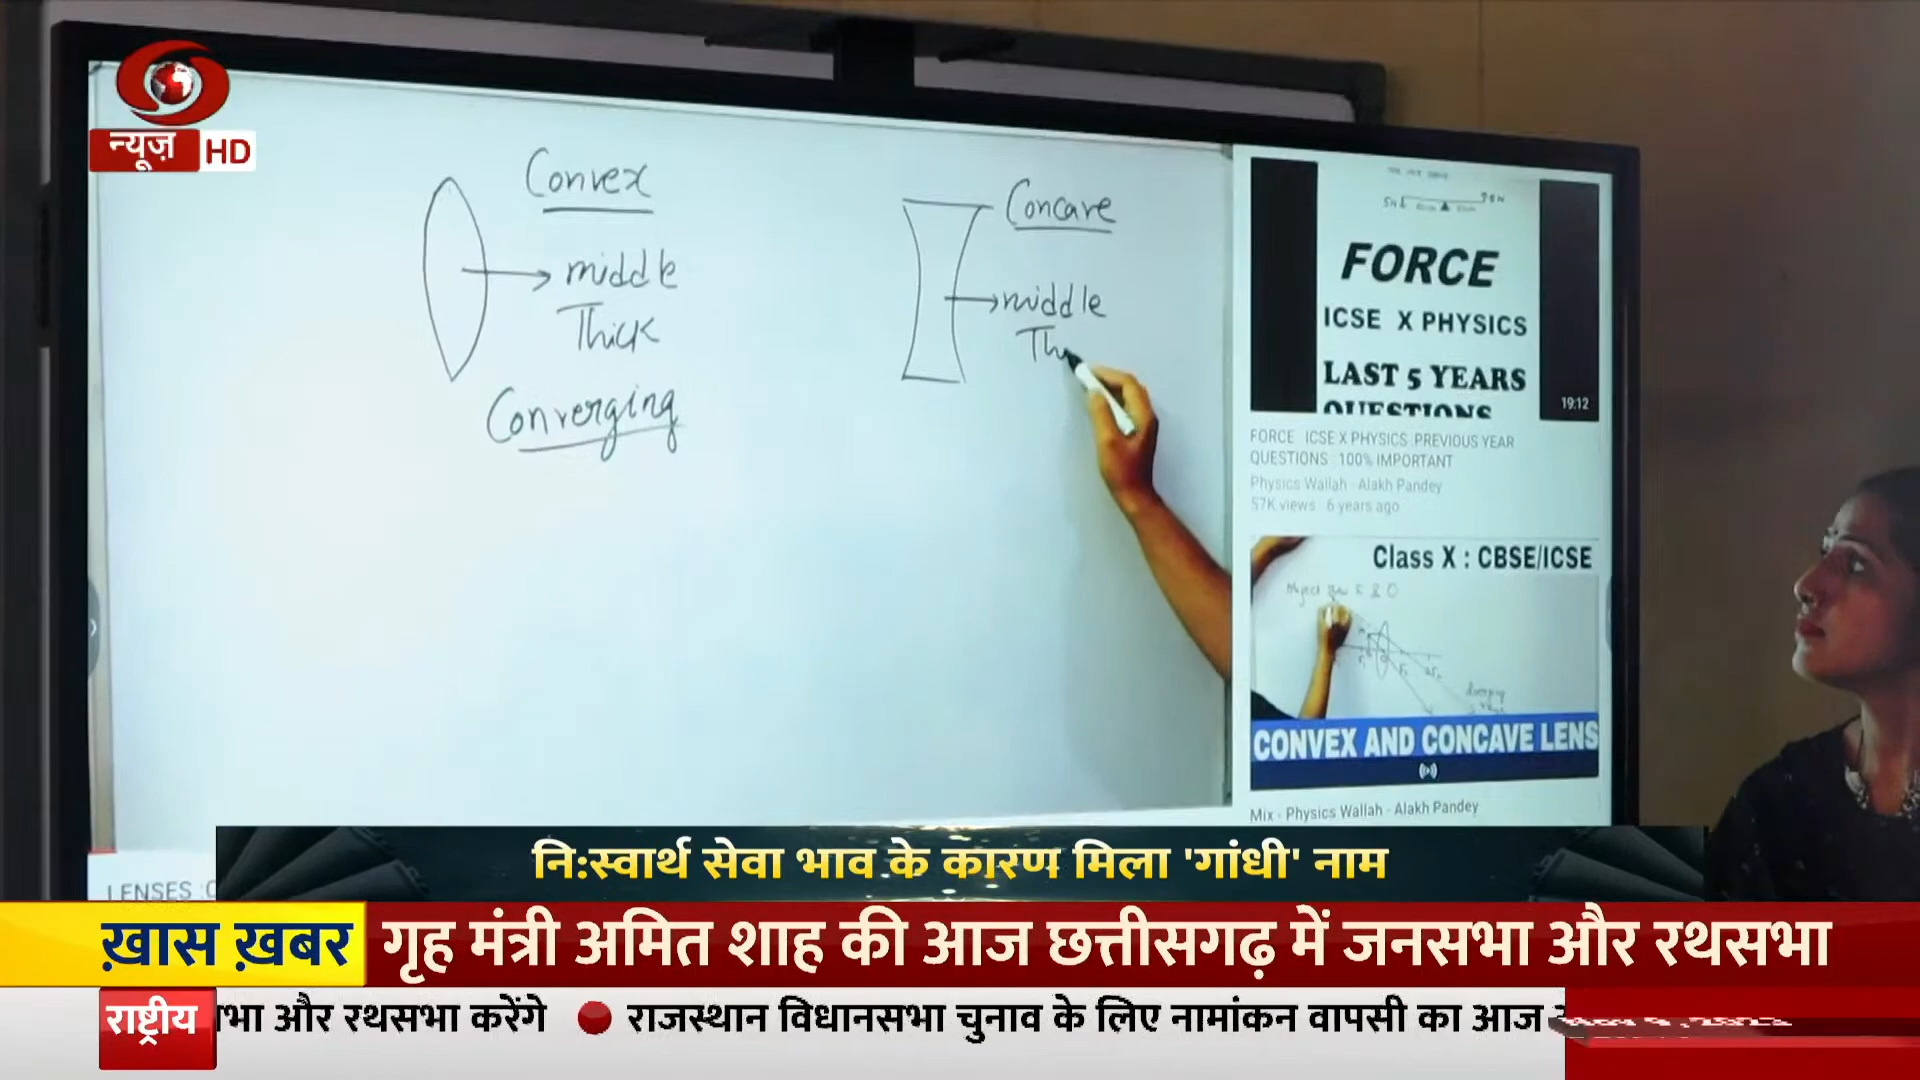 न्यूज़ HD
Convex
middle
Thick
Converging
Concave
middle
Th
FORCE
ICSE X PHYSICS
LAST 5 YEARS
QUESTIONS
19:12
FORCE ICSE X PHYSICS PREVIOUS YEAR
QUESTIONS : 100% IMPORTANT
Physics Wallah - Alakh Pandey
57K views 6 years ago
Class X : CBSE/ICSE
CONVEX AND CONCAVE LENS
Mix - Physics Wallah - Alakh Pandey
LENSES :C
नि:स्वार्थ सेवा भाव के कारण मिला 'गांधी' नाम
ख़ास ख़बर गृह मंत्री अमित शाह की आज छत्तीसगढ़ में जनसभा और रथसभा
राष्ट्रीय भा और रथसभा करेंगे राजस्थान विधानसभा चुनाव के लिए नामांकन वापसी का आज